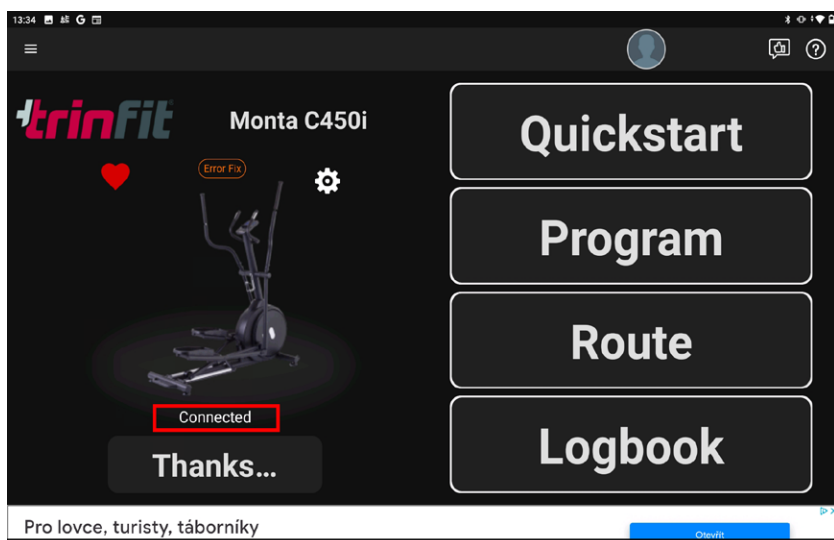 13:34
trinfit
Monta C450i
Error Fix
Connected
Thanks...
Quickstart
Program
Route
Logbook
Pro lovce, turisty, táborníky
Otevřít